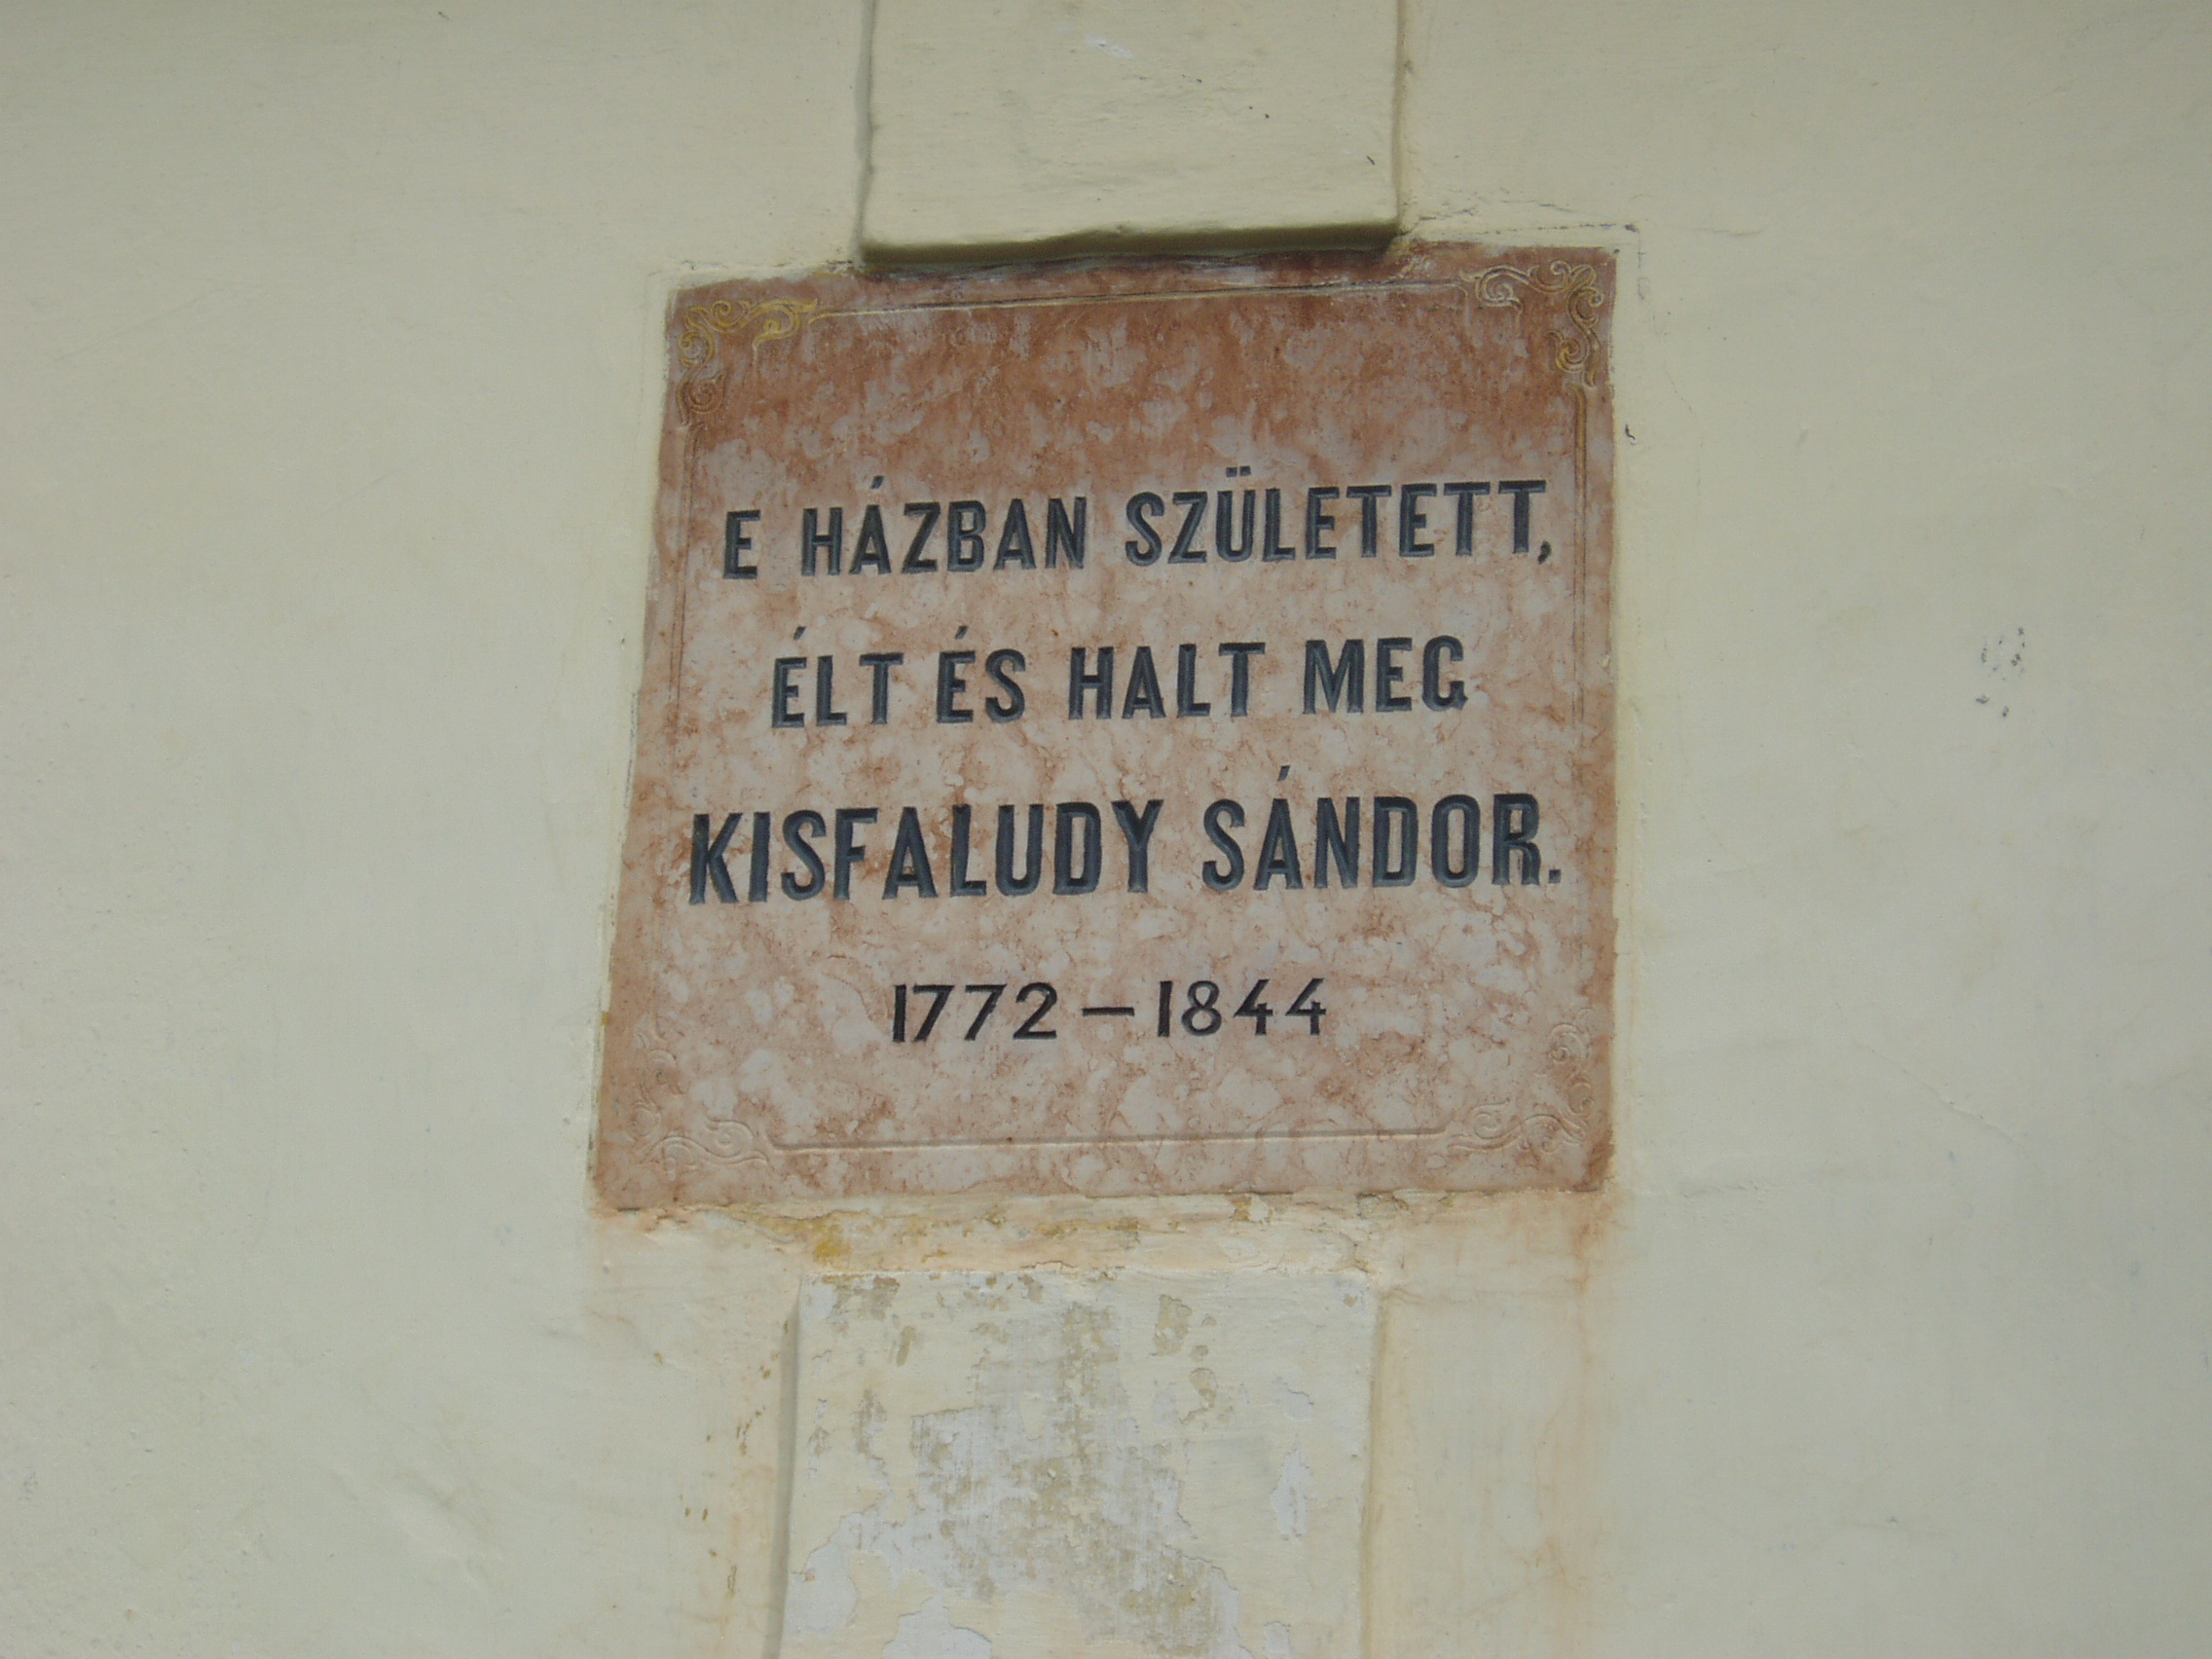 E HÁZBAN SZÜLETETT,
ÉLT ÉS HALT MEG
KISFALUDY SÁNDOR.
1772 – 1844